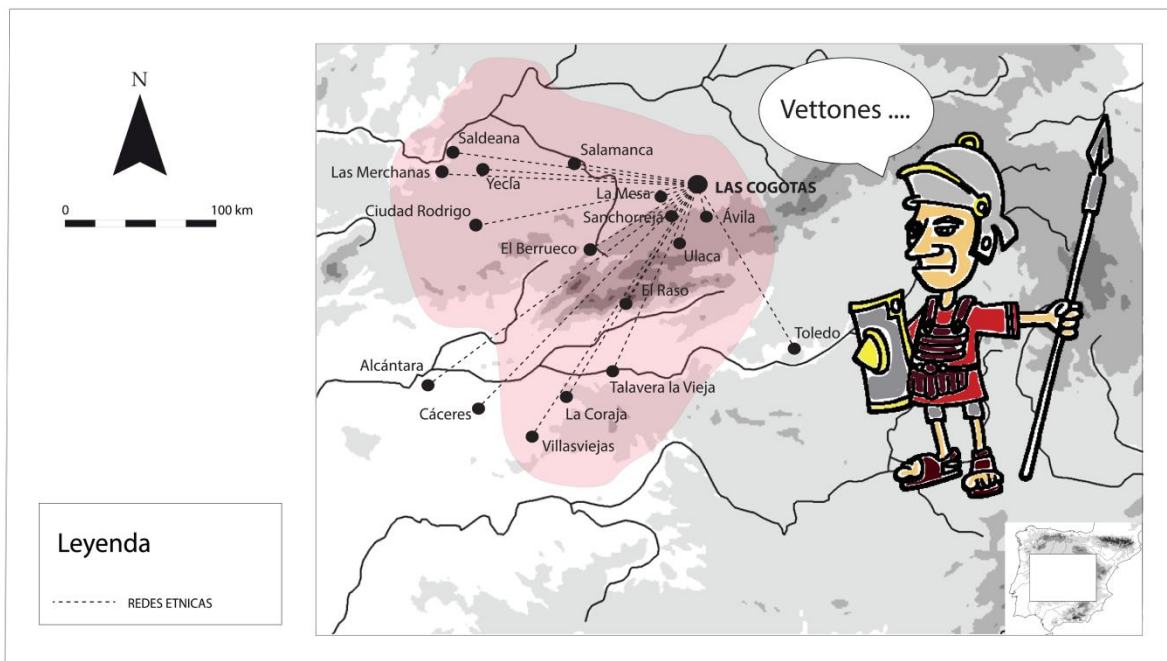 N
0 100 km
Vettones ....
Saldeana
Salamanca
Las Merchanas
Yecla
LAS COGOTAS
La Mesa
Ciudad Rodrigo
Sanchorreja
Ávila
El Berrueco
Ulaca
El Raso
Toledo
Alcántara
Talavera la Vieja
Cáceres
La Coraja
Villasviejas
Leyenda
REDES ETNICAS